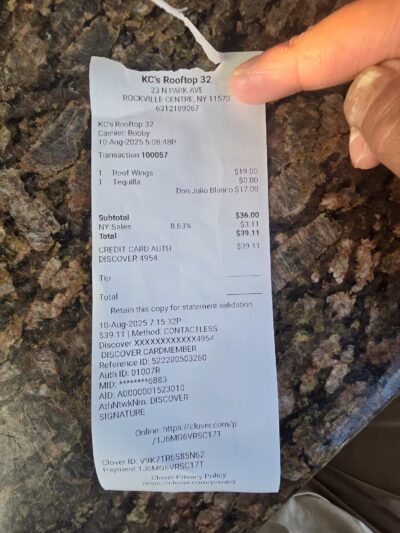 KC's Rooftop 32
23 N PARK AVE
ROCKVILLE CENTRE, NY 11570
6312189067
KC's Rooftop 32
Cashier: Bobby
10-Aug-2025 5:08:48P
Transaction 100057
1 Roof Wings $19.00
1 Tequila $0.00
Don Julio Blanco $17.00
Subtotal $36.00
NY Sales 8.63% $3.11
Total $39.11
CREDIT CARD AUTH $39.11
DISCOVER 4954
Tip
Total
Retain this copy for statement validation
10-Aug-2025 7:15:32P
$39.11 | Method: CONTACTLESS
Discover XXXXXXXXXXXX4954
DISCOVER CARDMEMBER
Reference ID: 522200503260
Auth ID: 01007R
MID: ********6883
AID: A0000001523010
AthNtwkNm: DISCOVER
SIGNATURE
Online: https://clover.com/p
/1J6MG6VRSC17T
Clover ID: V9K71R6S85N62
Payment 1J6MG6VRSC17T
Clover Privacy Policy
https://clover.com/privacy